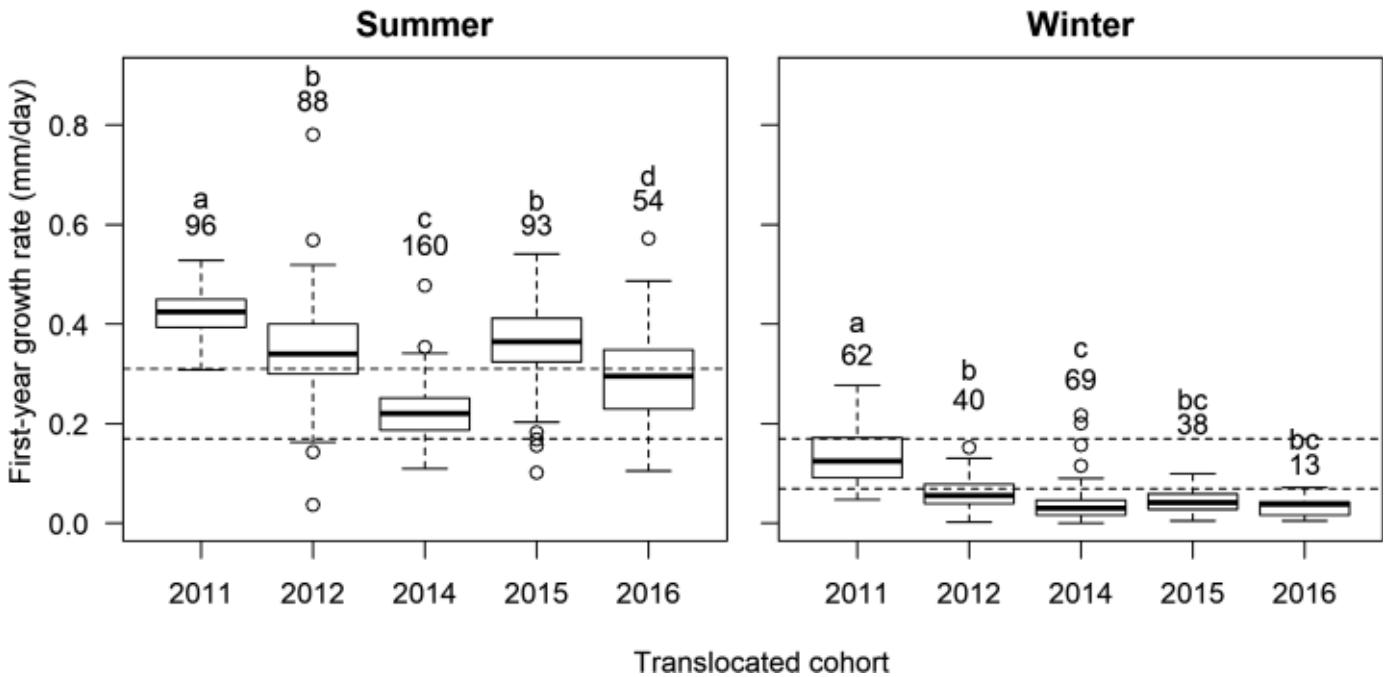 Summer
Winter
First-year growth rate (mm/day)
0.8
0.6
0.4
0.2
0.0
a
96
b
88
c
160
b
93
d
54
2011
2012
2014
2015
2016
a
62
b
40
c
69
bc
38
bc
13
2011
2012
2014
2015
2016
Translocated cohort